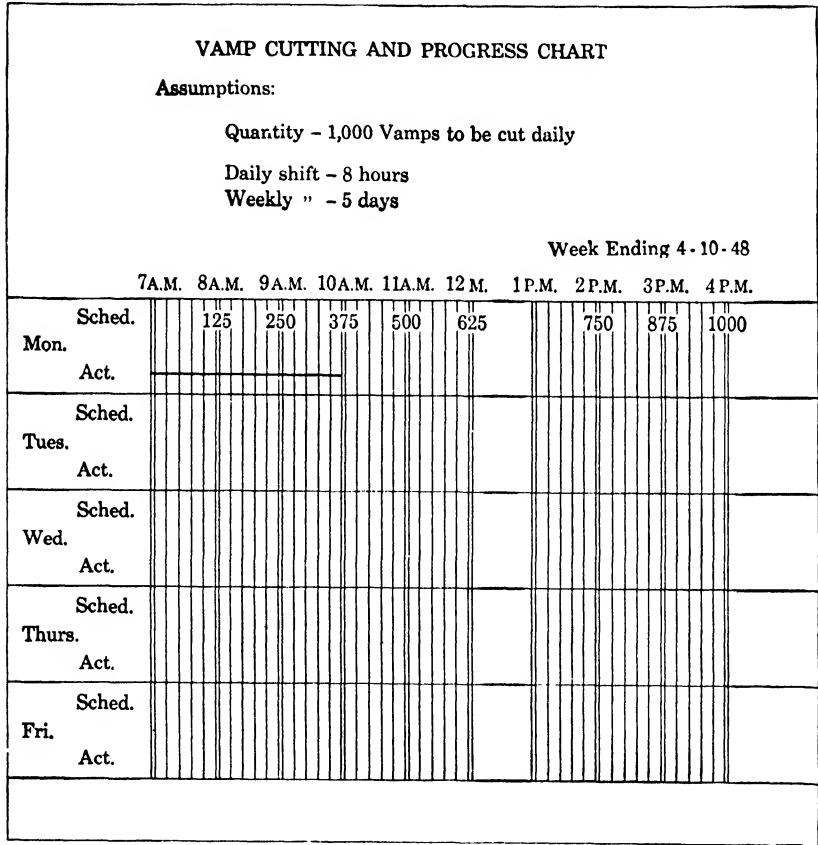 VAMP CUTTING AND PROGRESS CHART
Assumptions:
Quantity – 1,000 Vamps to be cut daily
Daily shift – 8 hours
Weekly " – 5 days
Week Ending 4-10-48
7A.M. 8A.M. 9A.M. 10A.M. 11A.M. 12 M. 1P.M. 2P.M. 3P.M. 4P.M.
Sched. 125 250 375 500 625 750 875 1000
Mon.
Act.
Sched.
Tues.
Act.
Sched.
Wed.
Act.
Sched.
Thurs.
Act.
Sched.
Fri.
Act.